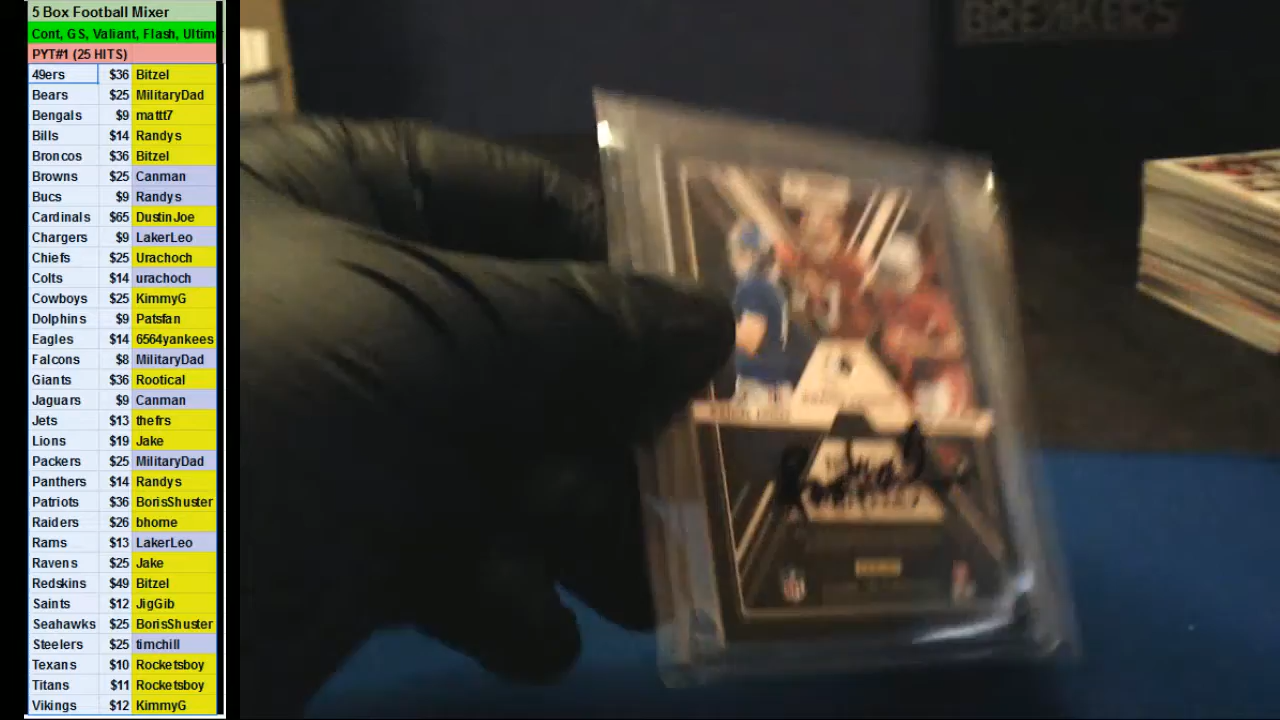 5 Box Football Mixer
Cont, GS, Valiant, Flash, Ultim
PYT#1 (25 HITS)
49ers $36 Bitzel
Bears $25 MilitaryDad
Bengals $9 mattt7
Bills $14 Randys
Broncos $36 Bitzel
Browns $25 Canman
Bucs $9 Randys
Cardinals $65 DustinJoe
Chargers $9 LakerLeo
Chiefs $25 Urachoch
Colts $14 urachoch
Cowboys $25 KimmyG
Dolphins $9 Patsfan
Eagles $14 6564yankees
Falcons $8 MilitaryDad
Giants $36 Rootical
Jaguars $9 Canman
Jets $13 thefrs
Lions $19 Jake
Packers $25 MilitaryDad
Panthers $14 Randys
Patriots $36 BorisShuster
Raiders $26 bhome
Rams $13 LakerLeo
Ravens $25 Jake
Redskins $49 Bitzel
Saints $12 JigGib
Seahawks $25 BorisShuster
Steelers $25 timchill
Texans $10 Rocketsboy
Titans $11 Rocketsboy
Vikings $12 KimmyG
BREAKERS